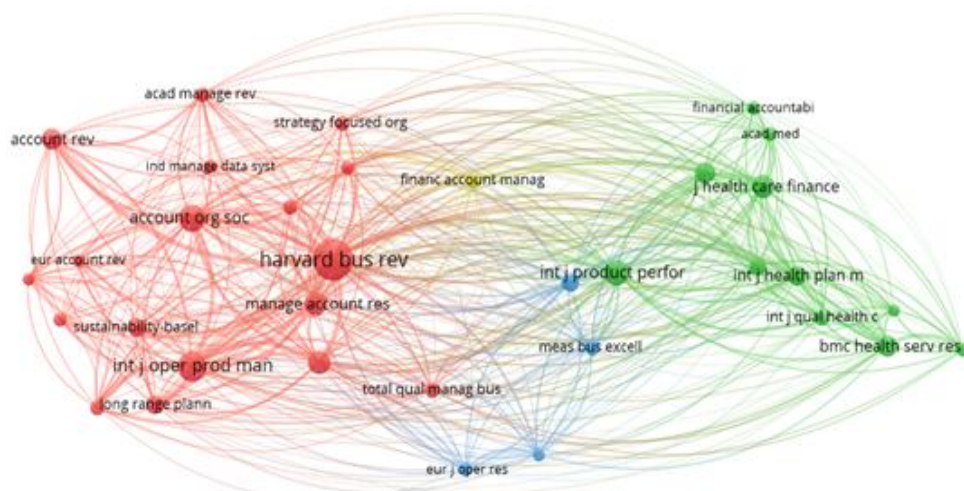 acad manage rev
account rev
strategy focused org
ind manage data syst
financial accountabi
acad med
financ account manag
j health care finance
account org soc
harvard bus rev
eur account rev
int j product perfor
int j health plan m
manage account res
sustainability-basel
int j qual health c
meas bus excell
bmc health serv res
int j oper prod man
total qual manag bus
long range plann
eur j oper res